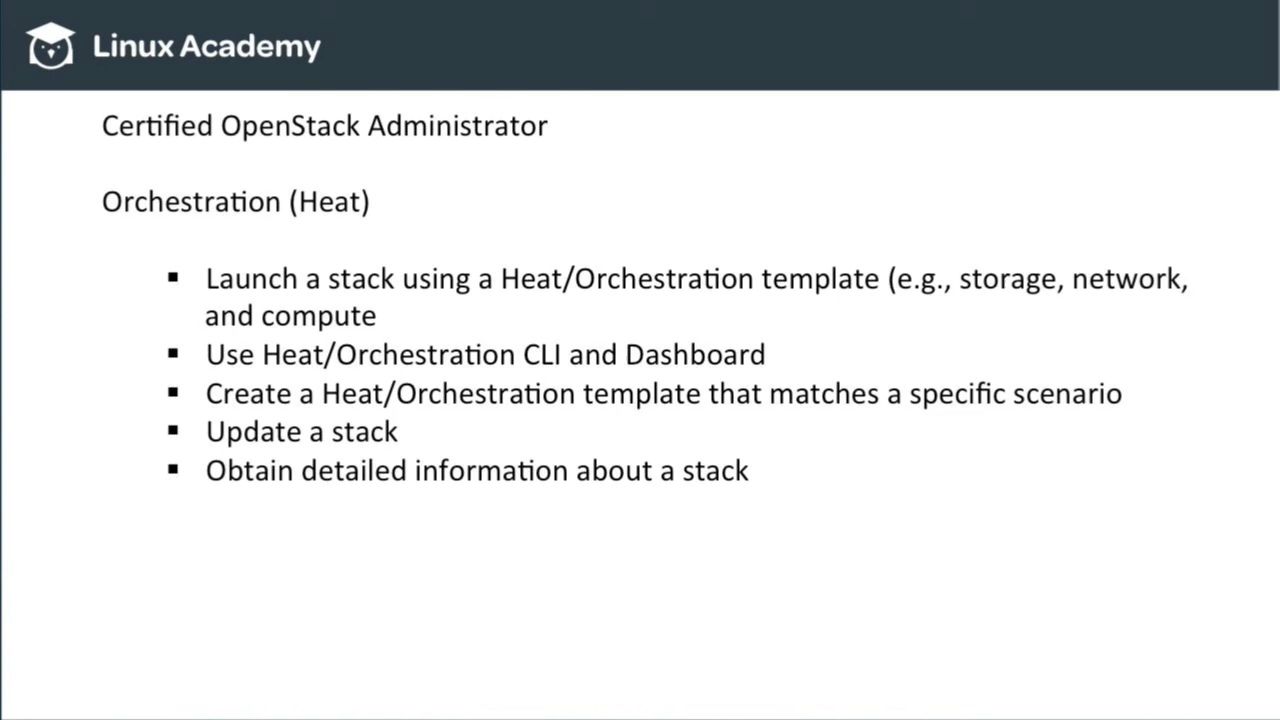 Linux Academy
Certified OpenStack Administrator
Orchestration (Heat)
▪ Launch a stack using a Heat/Orchestration template (e.g., storage, network,
and compute
▪ Use Heat/Orchestration CLI and Dashboard
▪ Create a Heat/Orchestration template that matches a specific scenario
▪ Update a stack
▪ Obtain detailed information about a stack